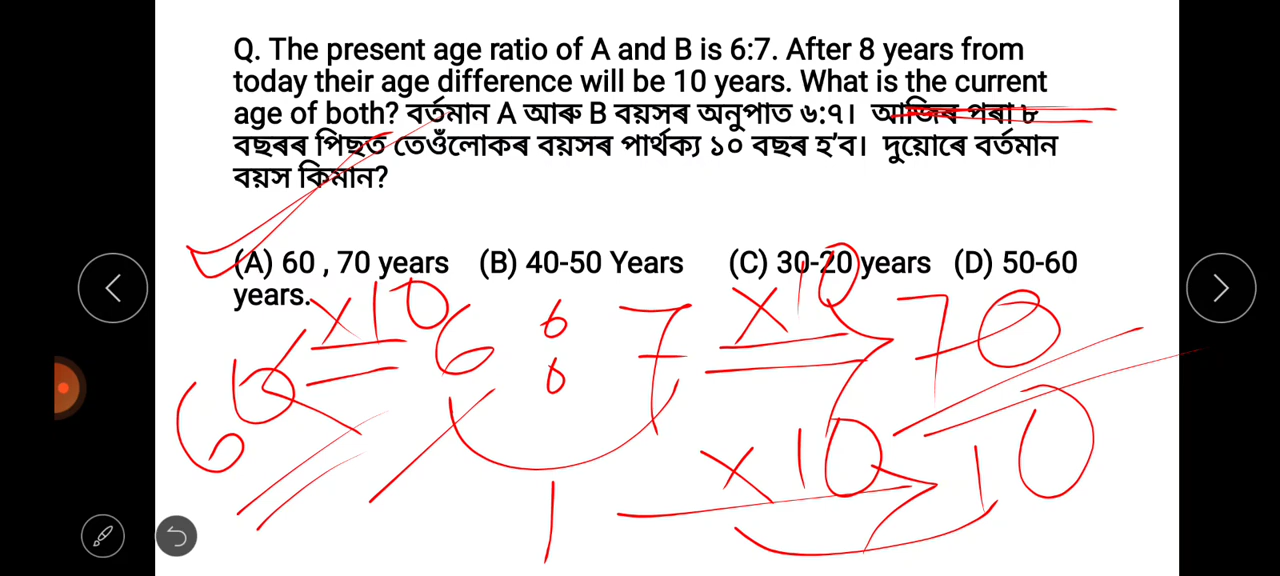 Q. The present age ratio of A and B is 6:7. After 8 years from
today their age difference will be 10 years. What is the current
age of both? বৰ্তমান A আৰু B বয়সৰ অনুপাত ৬:৭। আজিৰ পৰা ৮
বছৰৰ পিছত তেওঁলোকৰ বয়সৰ পাৰ্থক্য ১০ বছৰ হ'ব। দুয়োৰে বৰ্তমান
বয়স কিমান?
(A) 60 , 70 years (B) 40-50 Years (C) 30-20 years (D) 50-60
years.
x10 6 : 7 x10 70
60
x10 10
1